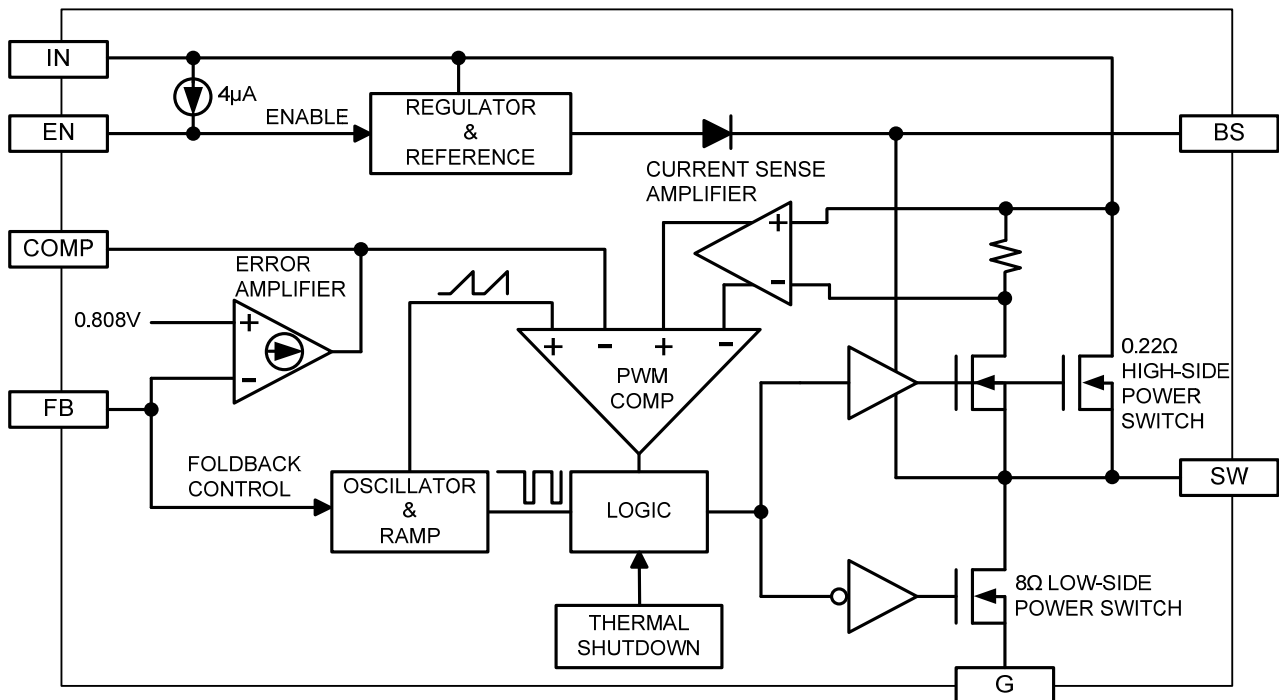 IN
4µA
EN
ENABLE
REGULATOR
&
REFERENCE
BS
CURRENT SENSE
AMPLIFIER
COMP
ERROR
AMPLIFIER
0.808V
+
-
+
-
+
-
+
-
PWM
COMP
0.22Ω
HIGH-SIDE
POWER
SWITCH
FB
FOLDBACK
CONTROL
OSCILLATOR
&
RAMP
LOGIC
SW
THERMAL
SHUTDOWN
8Ω LOW-SIDE
POWER SWITCH
G